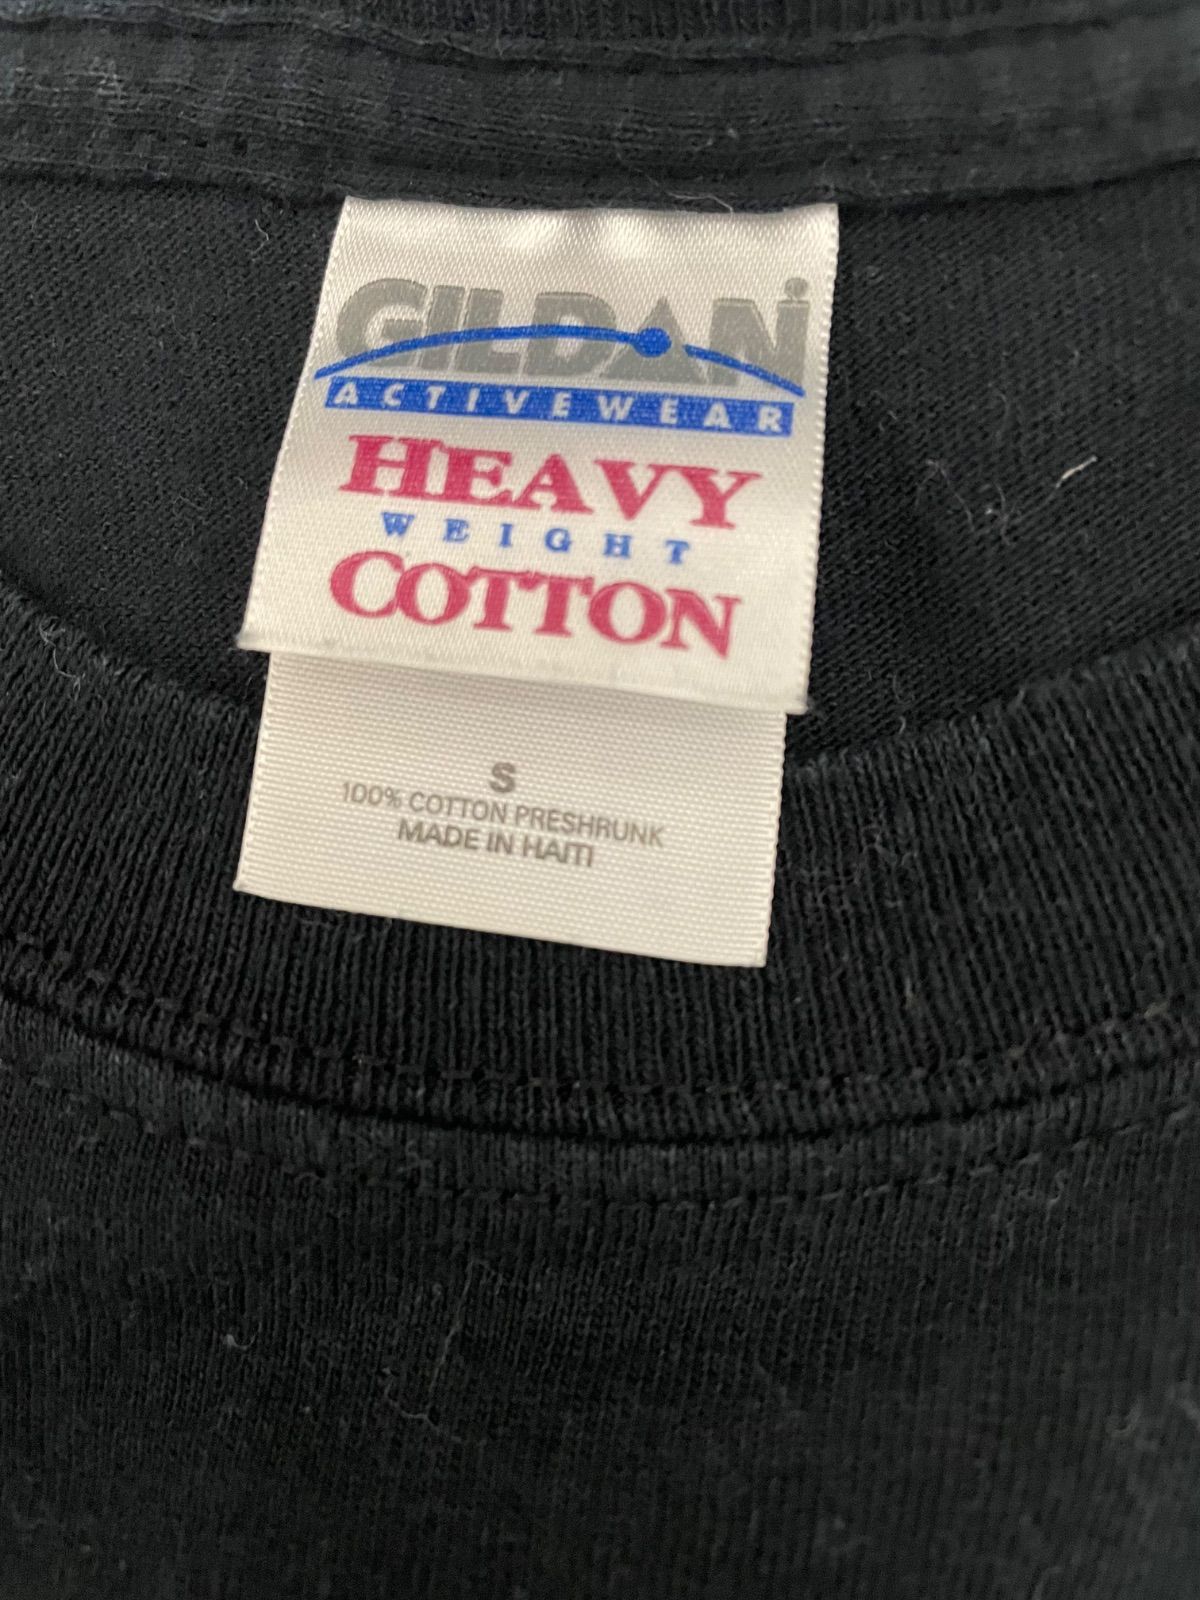 GILDAN
ACTIVEWEAR
HEAVY
WEIGHT
COTTON
S
100% COTTON PRESHRUNK
MADE IN HAITI